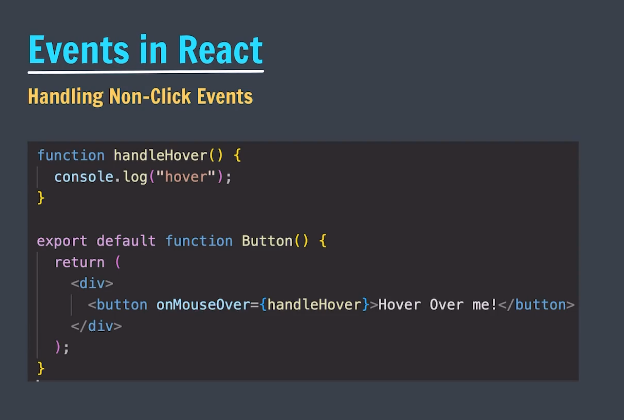 Events in React
Handling Non-Click Events
function handleHover() {
console.log("hover");
}
export default function Button() {
return (
<div>
<button onMouseOver={handleHover}>Hover Over me!</button>
</div>
);
}